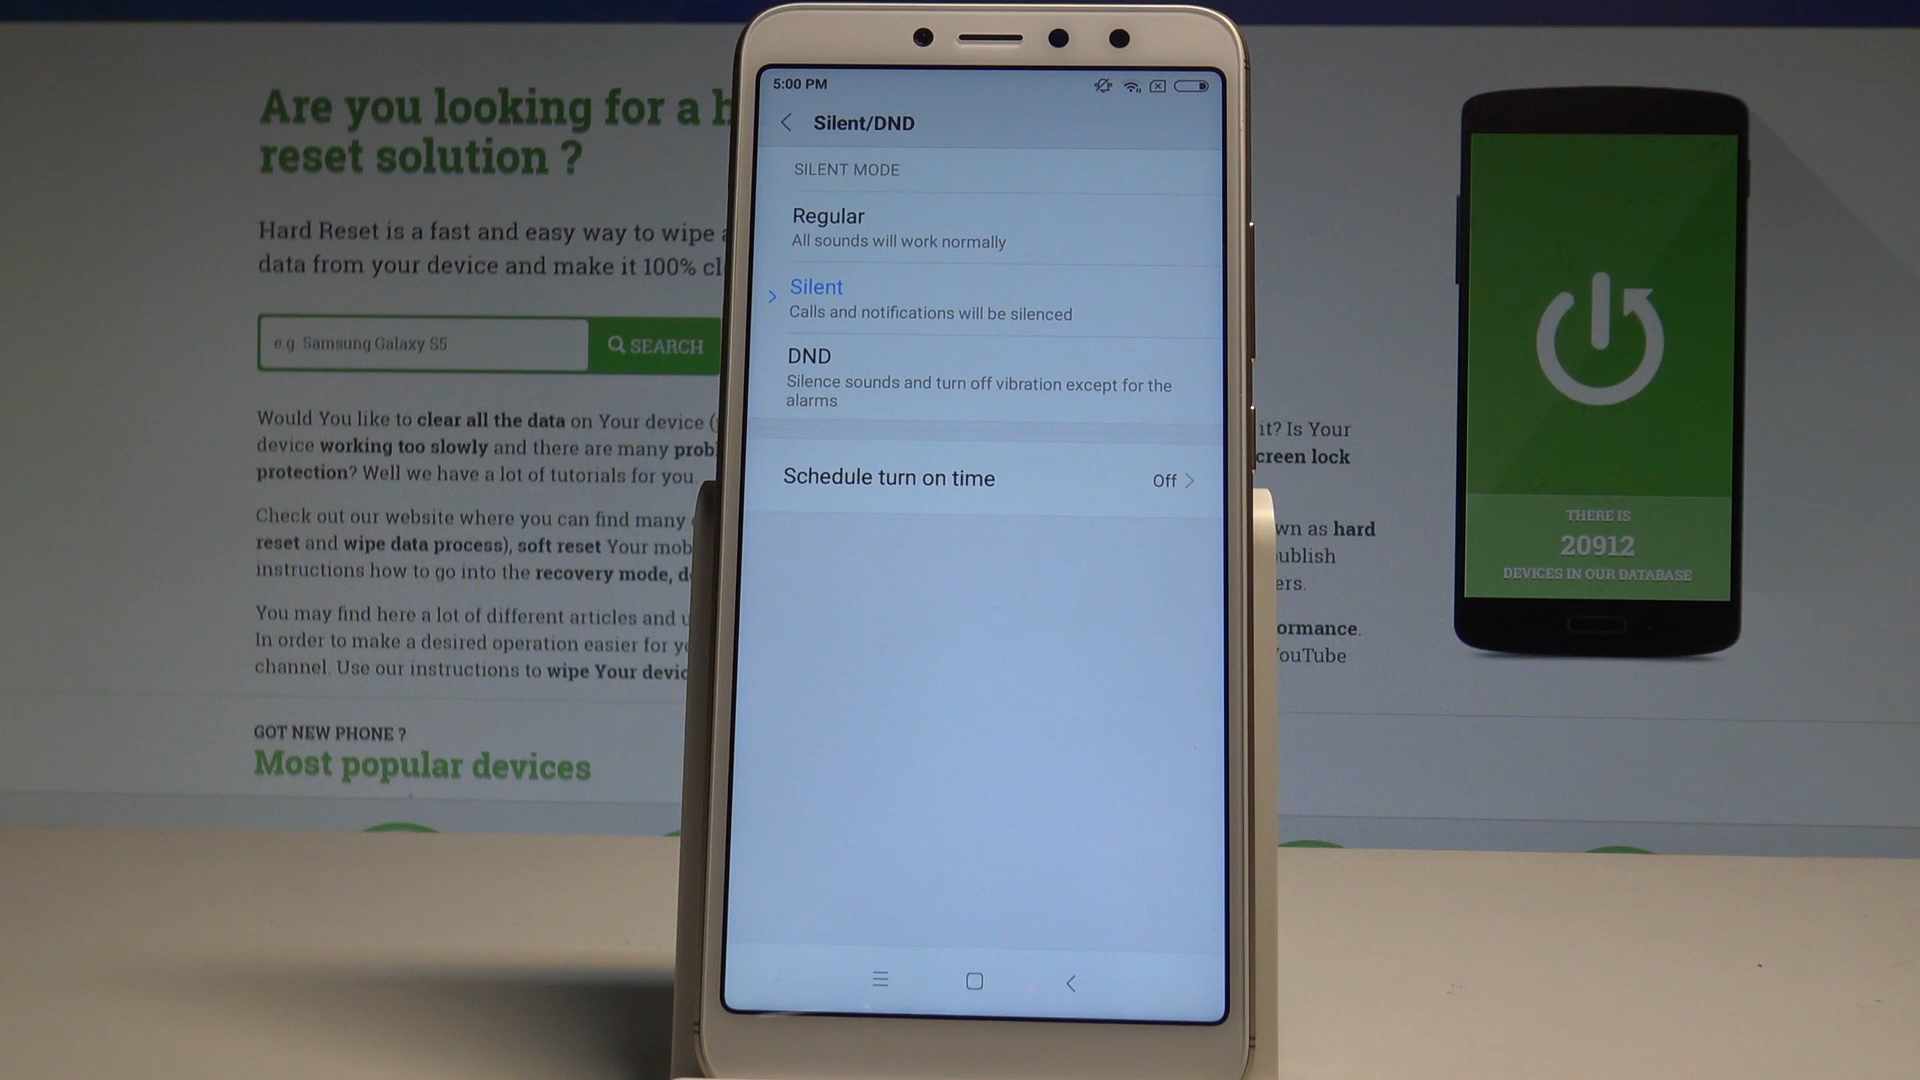 Are you looking for a h
reset solution ?
Hard Reset is a fast and easy way to wipe
data from your device and make it 100% cl
e.g. Samsung Galaxy S5
SEARCH
Would You like to clear all the data on Your device (
device working too slowly and there are many prob
protection? Well we have a lot of tutorials for you.
Check out our website where you can find many
reset and wipe data process), soft reset Your mob
instructions how to go into the recovery mode, d
You may find here a lot of different articles and u
In order to make a desired operation easier for y
channel. Use our instructions to wipe Your devic
GOT NEW PHONE ?
Most popular devices
5:00 PM
Silent/DND
SILENT MODE
Regular
All sounds will work normally
Silent
Calls and notifications will be silenced
DND
Silence sounds and turn off vibration except for the
alarms
Schedule turn on time
Off
it? Is Your
creen lock
wn as hard
ublish
ers.
ormance.
YouTube
THERE IS
20912
DEVICES IN OUR DATABASE